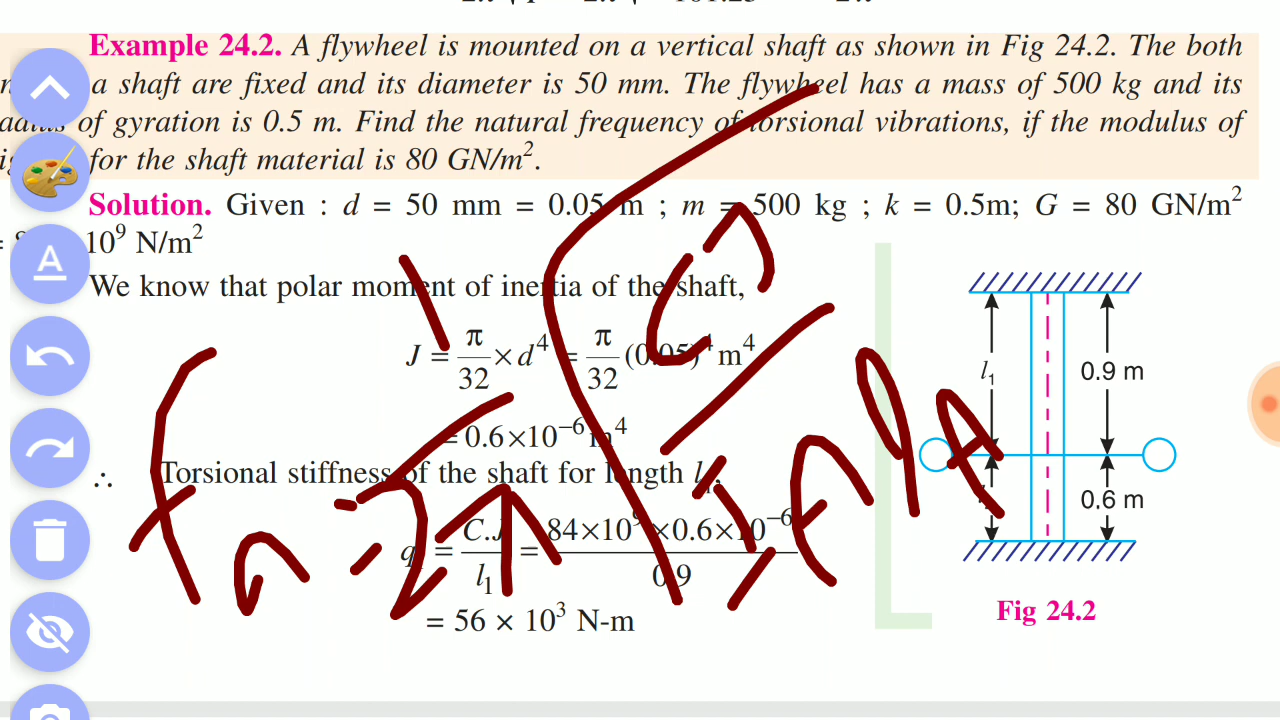 Example 24.2. A flywheel is mounted on a vertical shaft as shown in Fig 24.2. The both
a shaft are fixed and its diameter is 50 mm. The flywheel has a mass of 500 kg and its
of gyration is 0.5 m. Find the natural frequency of torsional vibrations, if the modulus of
for the shaft material is 80 GN/m².
Solution. Given : d = 50 mm = 0.05 m ; m = 500 kg ; k = 0.5m; G = 80 GN/m²
10⁹ N/m²
We know that polar moment of inertia of the shaft,
J = π/32 × d⁴ = π/32 (0.05)⁴ m⁴
= 0.6×10⁻⁶ m⁴
∴ Torsional stiffness of the shaft for length l₁,
q₁ = C.J/l₁ = 84×10⁹×0.6×10⁻⁶/0.9
= 56 × 10³ N-m
l₁
0.9 m
0.6 m
Fig 24.2
A